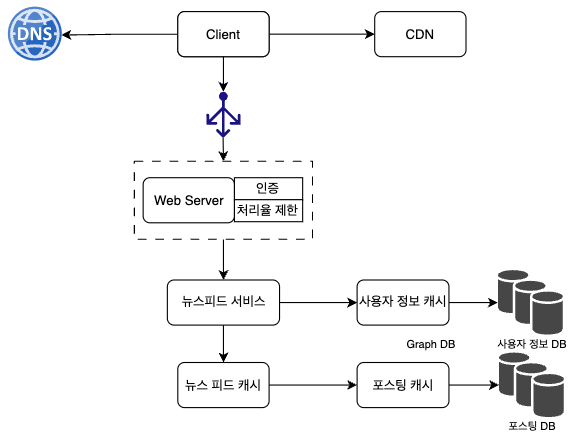 DNS
Client
CDN
Web Server
인증
처리율 제한
뉴스피드 서비스
사용자 정보 캐시
Graph DB
사용자 정보 DB
뉴스 피드 캐시
포스팅 캐시
포스팅 DB